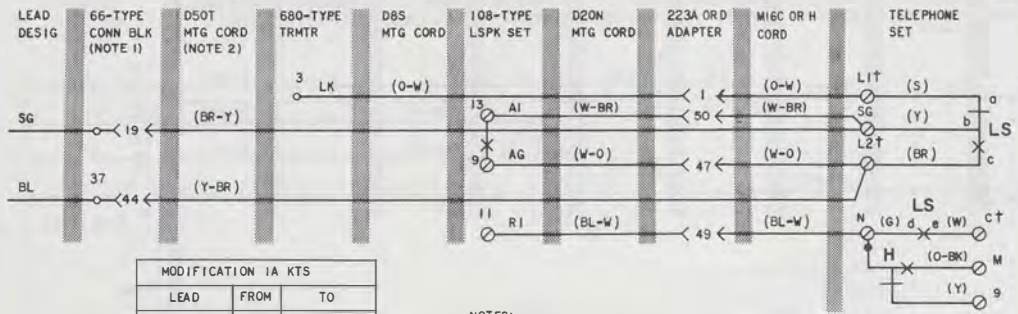 LEAD DESIG
66-TYPE CONN BLK (NOTE 1)
D50T MTG CORD (NOTE 2)
680-TYPE TRMTR
D8S MTG CORD
108-TYPE LSPK SET
D20N MTG CORD
223A OR D ADAPTER
M16C OR H CORD
TELEPHONE SET
3 LK (O-W) 1 (O-W) L1† (S) a
13 A1 (W-BR) 50 (W-BR) SG (Y) b LS
SG 19 (BR-Y)
9 AG (W-O) 47 (W-O) L2† (BR) c
BL 37 44 (Y-BR)
11 R1 (BL-W) 49 (BL-W) N (G) d LS e (W) C†
H (O-BK) M
(Y) 9
MODIFICATION 1A KTS
LEAD FROM TO
NOTES: